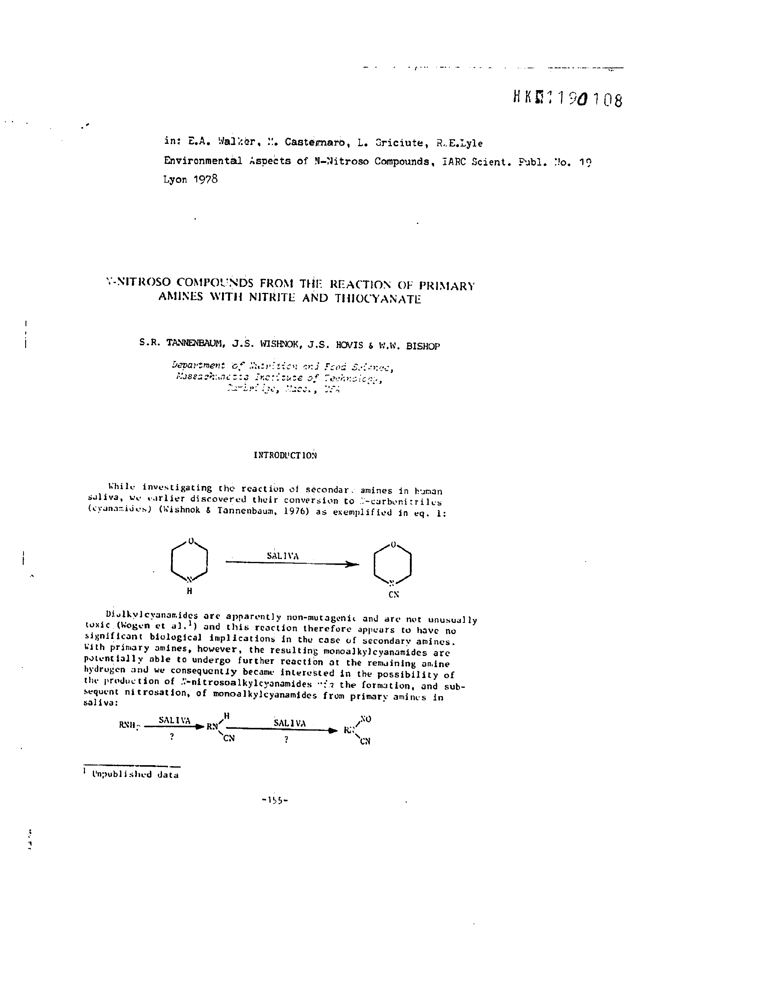 HK 1190108
in: E.A. Walker, M. Castemaro, L. Griciute, R.E.Lyle
Environmental Aspects of N-Nitroso Compounds, IARC Scient. Publ. No. 19
Lyon 1978
N-NITROSO COMPOUNDS FROM THE REACTION OF PRIMARY
AMINES WITH NITRITE AND THIOCYANATE
S.R. TANNENBAUM, J.S. WISHNOK, J.S. HOVIS & W.W. BISHOP
Department of Nutrition and Food Science,
Massachusetts Institute of Technology,
Cambridge, Mass., USA
INTRODUCTION
While investigating the reaction of secondary amines in human
saliva, we earlier discovered their conversion to N-carbonitriles
(cyanamides) (Wishnok & Tannenbaum, 1976) as exemplified in eq. 1:
O SALIVA O
N N
H CN
Dialkylcyanamides are apparently non-mutagenic and are not unusually
toxic (Wogen et al.1) and this reaction therefore appears to have no
significant biological implications in the case of secondary amines.
With primary amines, however, the resulting monoalkylcyanamides are
potentially able to undergo further reaction at the remaining amine
hydrogen and we consequently became interested in the possibility of
the production of N-nitrosoalkylcyanamides via the formation, and sub-
sequent nitrosation, of monoalkylcyanamides from primary amines in
saliva:
H NO
RNH2 SALIVA RN SALIVA RN
? CN ? CN
1 Unpublished data
-155-